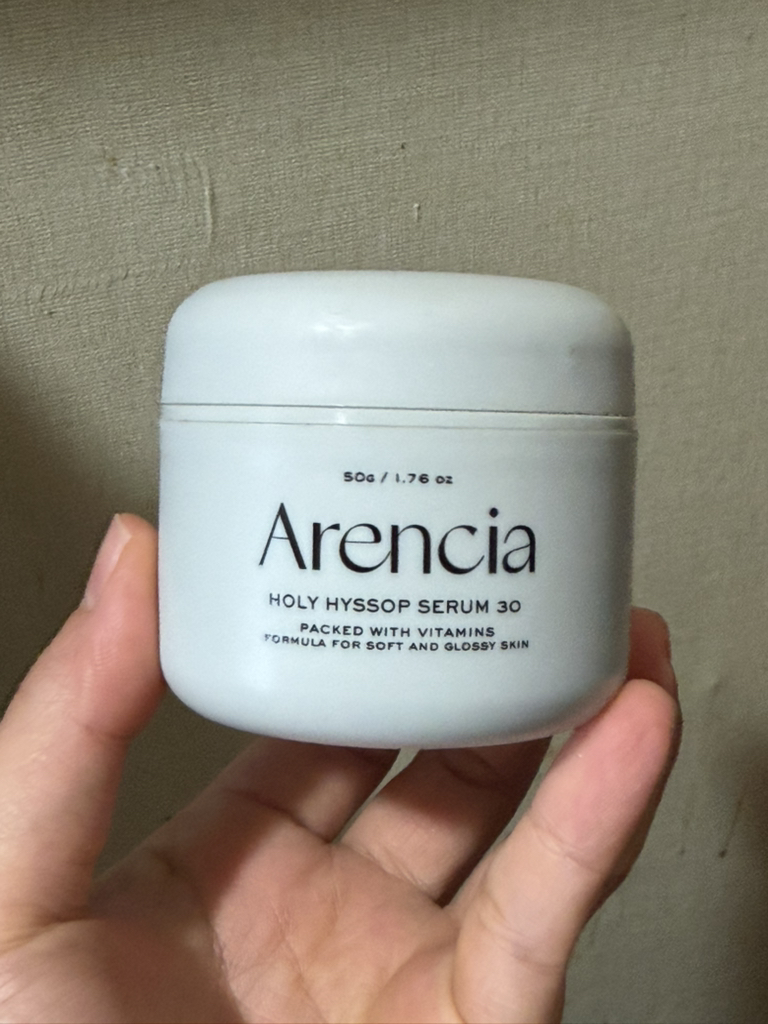 50G / 1.76 oz
Arencia
HOLY HYSSOP SERUM 30
PACKED WITH VITAMINS
FORMULA FOR SOFT AND GLOSSY SKIN